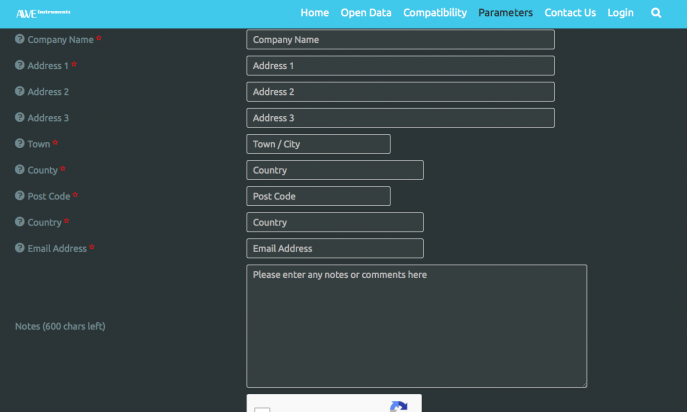 AWE Instruments
Home Open Data Compatibility Parameters Contact Us Login
Company Name * Company Name
Address 1 * Address 1
Address 2 Address 2
Address 3 Address 3
Town * Town / City
County * Country
Post Code * Post Code
Country * Country
Email Address * Email Address
Please enter any notes or comments here
Notes (600 chars left)